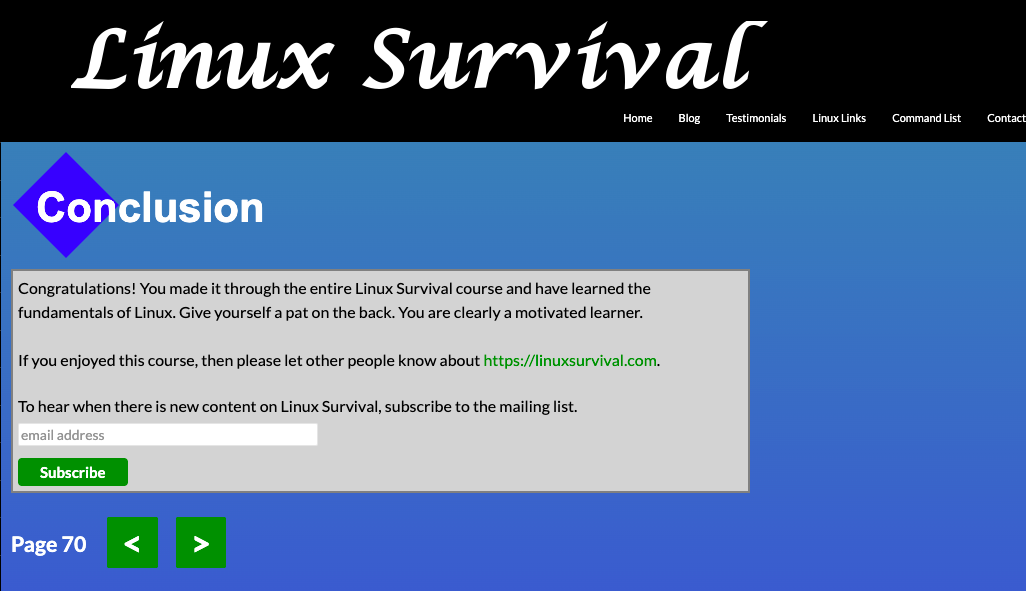 Linux Survival
Home Blog Testimonials Linux Links Command List Contact
Conclusion
Congratulations! You made it through the entire Linux Survival course and have learned the
fundamentals of Linux. Give yourself a pat on the back. You are clearly a motivated learner.
If you enjoyed this course, then please let other people know about https://linuxsurvival.com.
To hear when there is new content on Linux Survival, subscribe to the mailing list.
email address
Subscribe
Page 70 < >